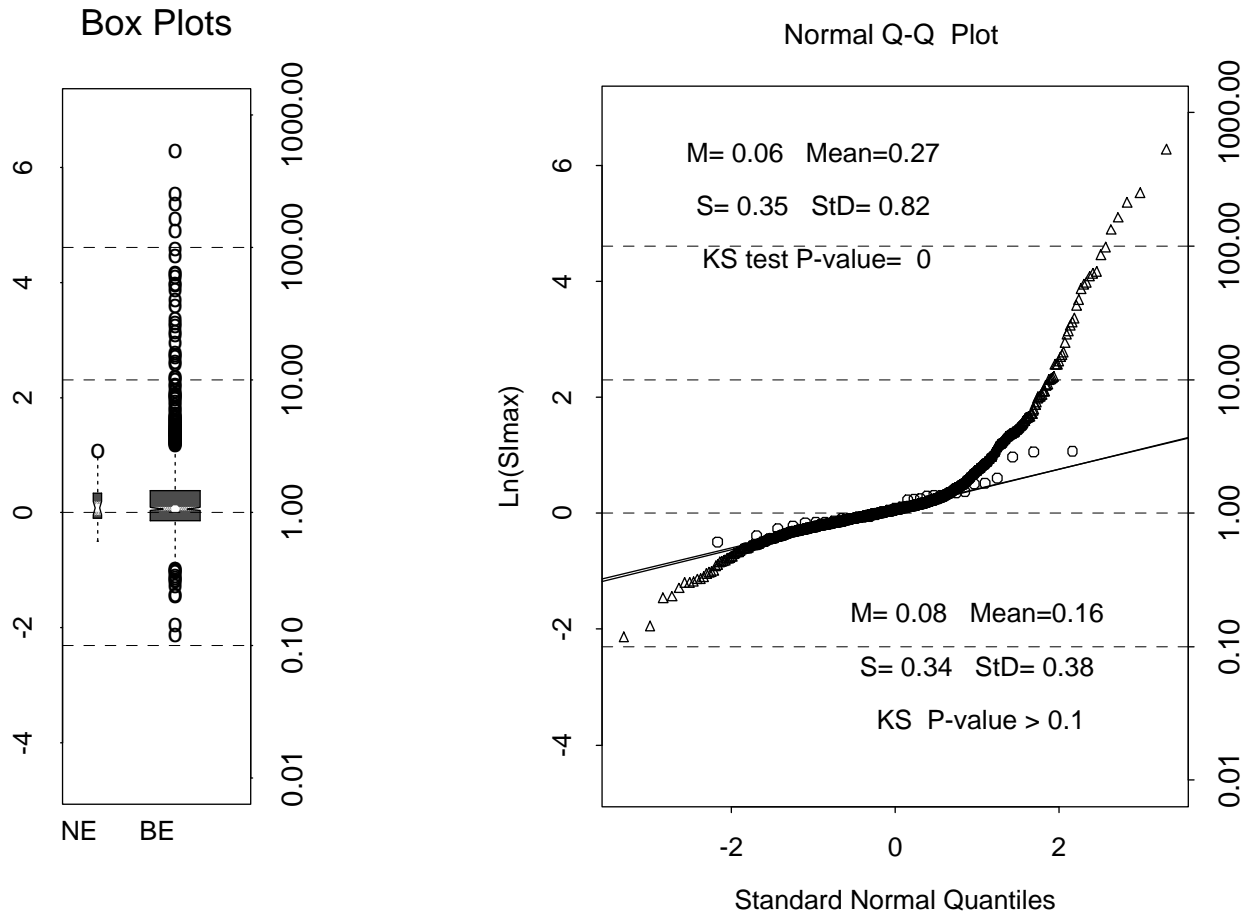 Box Plots
6
4
2
0
-2
-4
1000.00
100.00
10.00
1.00
0.10
0.01
NE BE
Normal Q-Q Plot
M= 0.06 Mean=0.27
S= 0.35 StD= 0.82
KS test P-value= 0
M= 0.08 Mean=0.16
S= 0.34 StD= 0.38
KS P-value > 0.1
Ln(SImax)
6
4
2
0
-2
-4
1000.00
100.00
10.00
1.00
0.10
0.01
-2 0 2
Standard Normal Quantiles